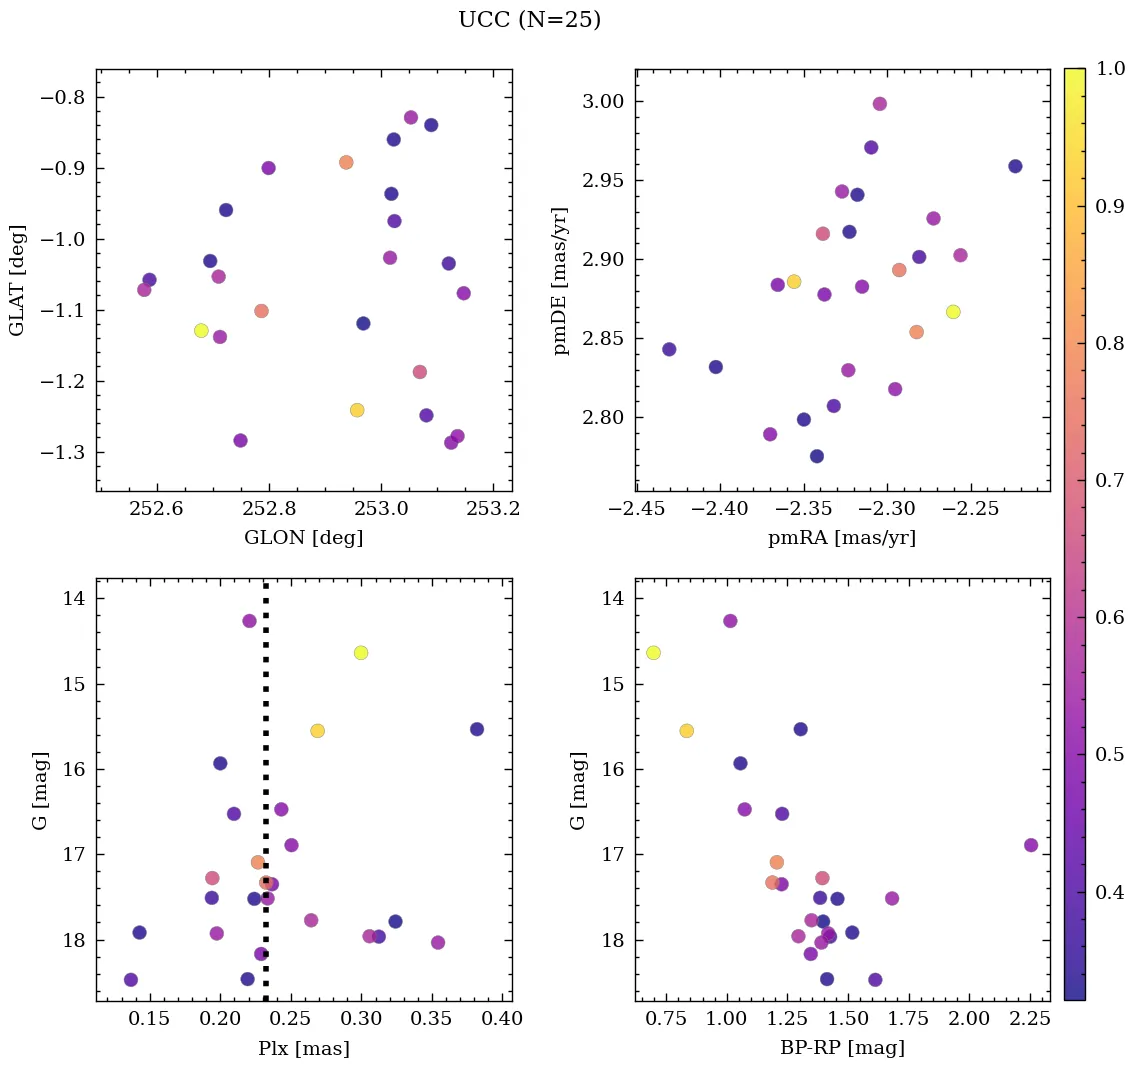 UCC (N=25)
−0.8
−0.9
−1.0
−1.1
−1.2
−1.3
GLAT [deg]
252.6 252.8 253.0 253.2
GLON [deg]
3.00
2.95
2.90
2.85
2.80
pmDE [mas/yr]
−2.45 −2.40 −2.35 −2.30 −2.25
pmRA [mas/yr]
14
15
16
17
18
G [mag]
0.15 0.20 0.25 0.30 0.35 0.40
Plx [mas]
14
15
16
17
18
G [mag]
0.75 1.00 1.25 1.50 1.75 2.00 2.25
BP-RP [mag]
1.0
0.9
0.8
0.7
0.6
0.5
0.4